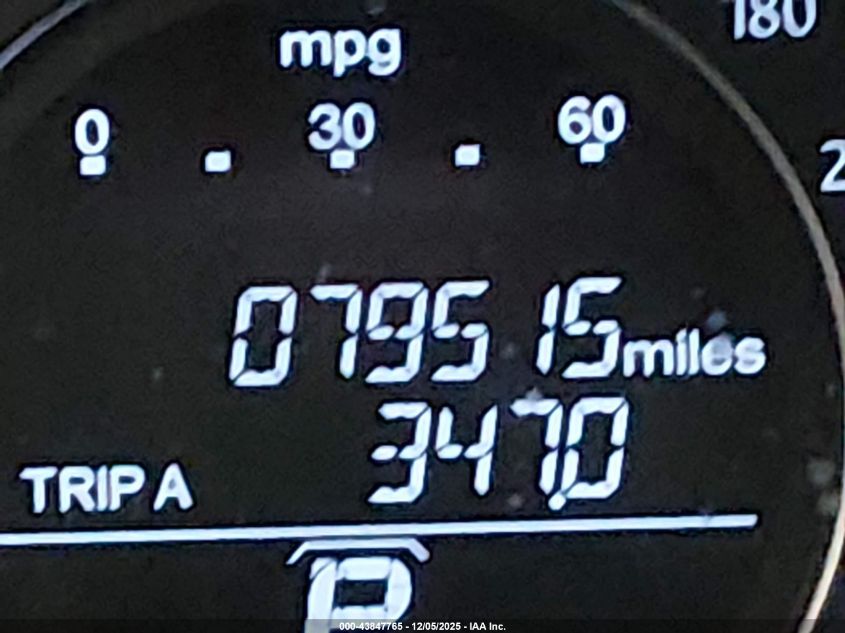 180
mpg
0 30 60
079515 miles
TRIP A 347.0
P
000-43847765 - 12/05/2025 - IAA Inc.